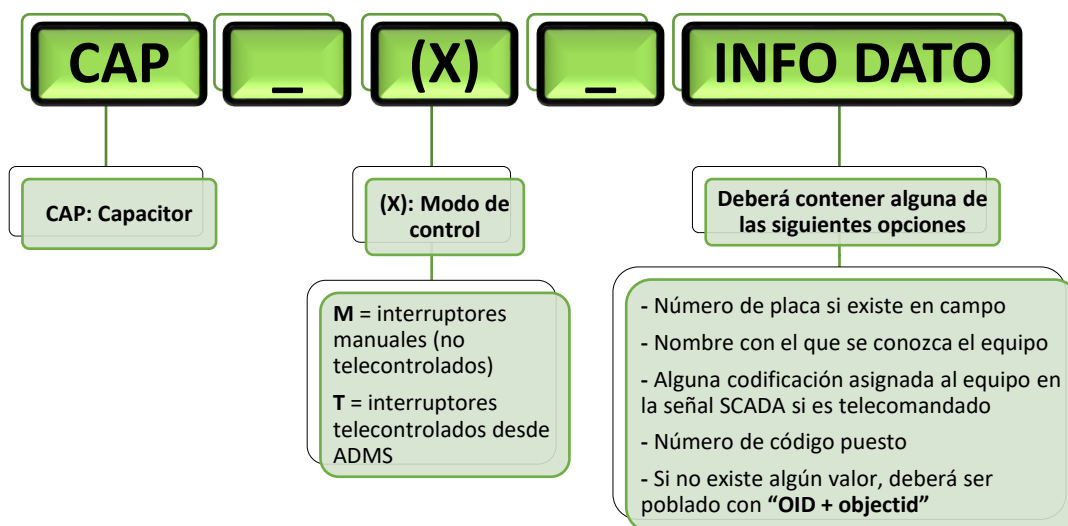 CAP _ (X) _ INFO DATO
CAP: Capacitor
(X): Modo de
control
Deberá contener alguna de
las siguientes opciones
M = interruptores
manuales (no
telecontrolados)
T = interruptores
telecontrolados desde
ADMS
- Número de placa si existe en campo
- Nombre con el que se conozca el equipo
- Alguna codificación asignada al equipo en
la señal SCADA si es telecomandado
- Número de código puesto
- Si no existe algún valor, deberá ser
poblado con “OID + objectid”